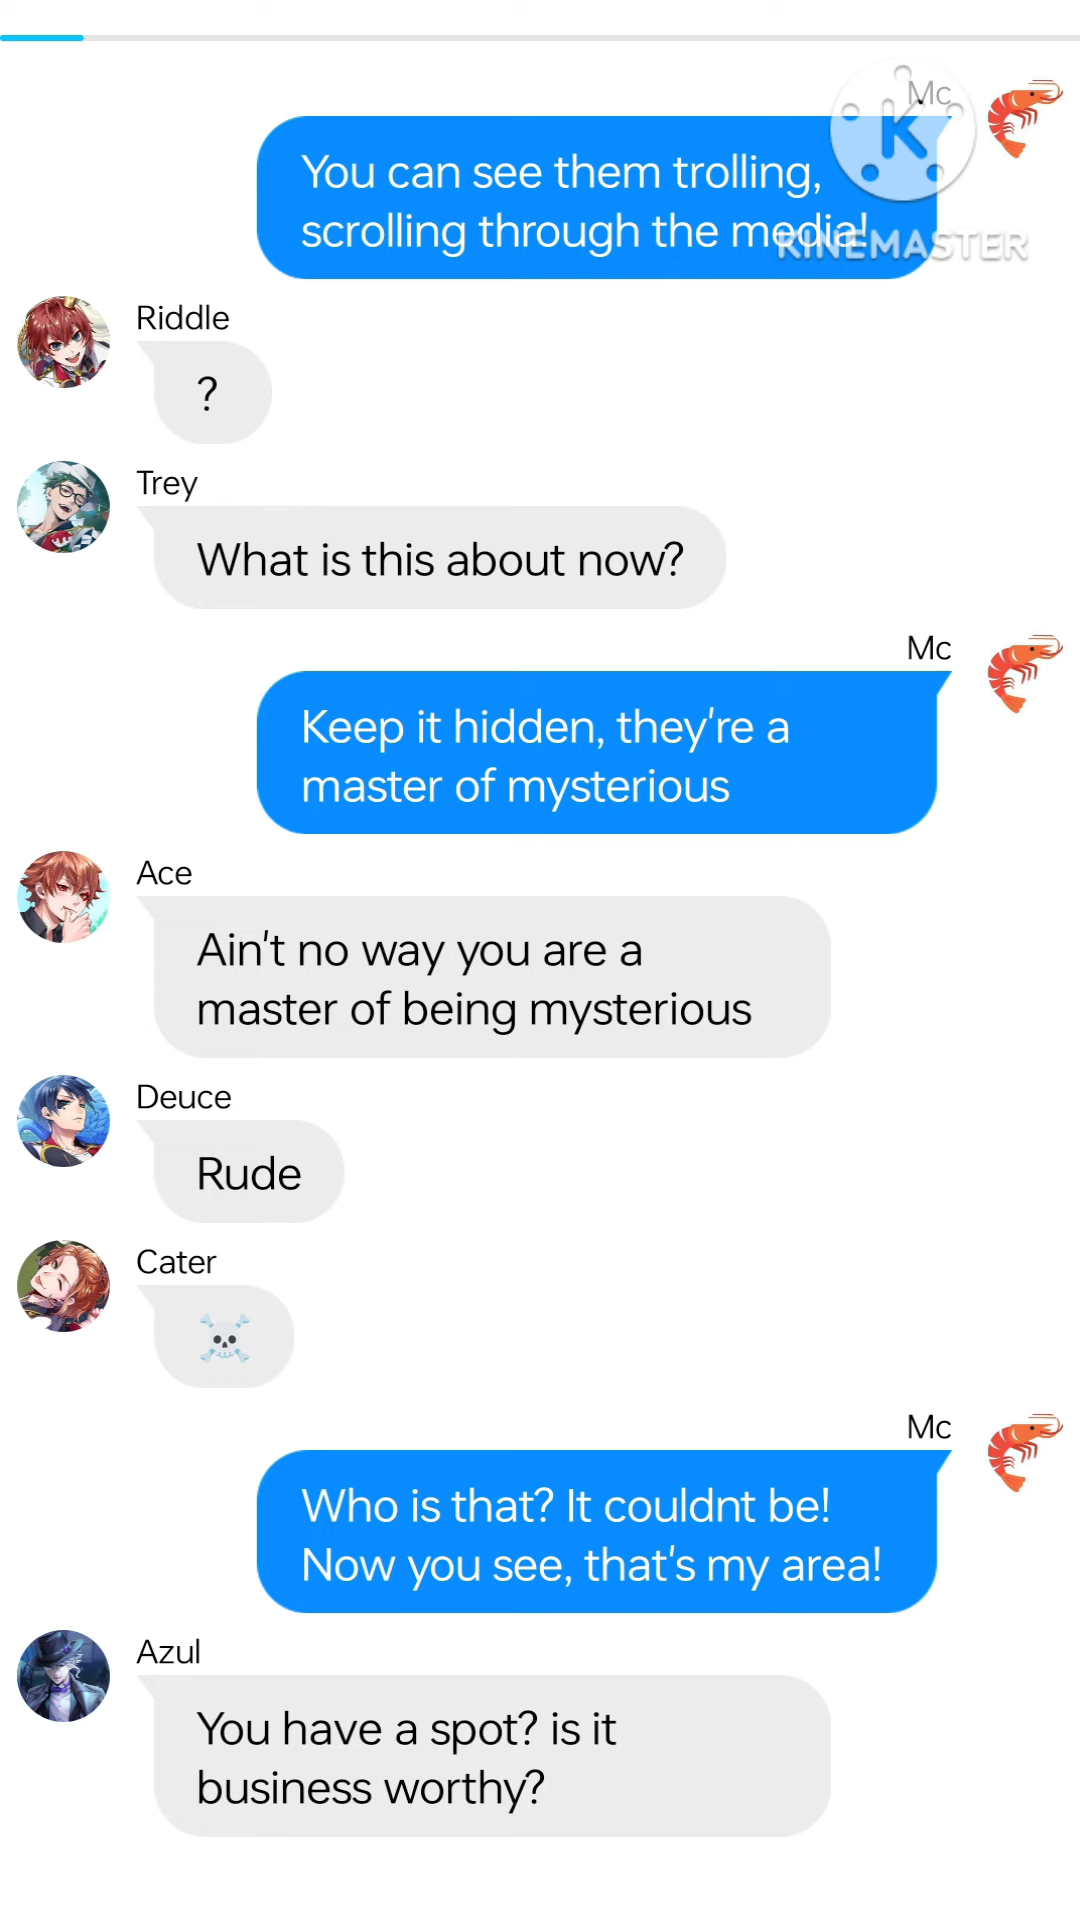 Mc
You can see them trolling,
scrolling through the media!
K
KINEMASTER
Riddle
?
Trey
What is this about now?
Mc
Keep it hidden, they're a
master of mysterious
Ace
Ain't no way you are a
master of being mysterious
Deuce
Rude
Cater
☠️
Mc
Who is that? It couldnt be!
Now you see, that's my area!
Azul
You have a spot? is it
business worthy?